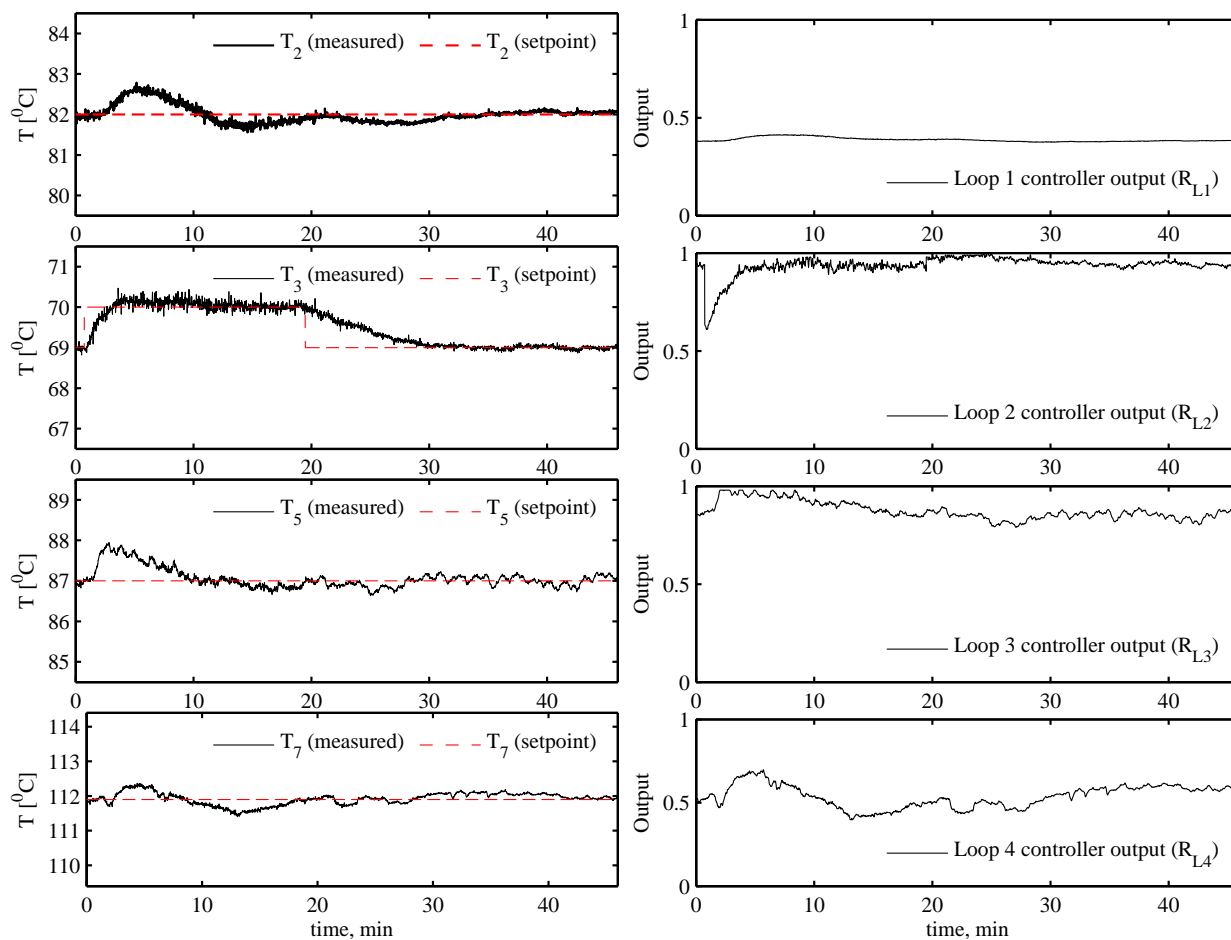 84
83
82
81
80
T [⁰C]
T₂ (measured)
T₂ (setpoint)
0 10 20 30 40
1
0.5
0
Output
Loop 1 controller output (R_L1)
0 10 20 30 40
71
70
69
68
67
T [⁰C]
T₃ (measured)
T₃ (setpoint)
0 10 20 30 40
1
0.5
0
Output
Loop 2 controller output (R_L2)
0 10 20 30 40
89
88
87
86
85
T [⁰C]
T₅ (measured)
T₅ (setpoint)
0 10 20 30 40
1
0.5
0
Output
Loop 3 controller output (R_L3)
0 10 20 30 40
114
113
112
111
110
T [⁰C]
T₇ (measured)
T₇ (setpoint)
0 10 20 30 40
time, min
1
0.5
0
Output
Loop 4 controller output (R_L4)
0 10 20 30 40
time, min